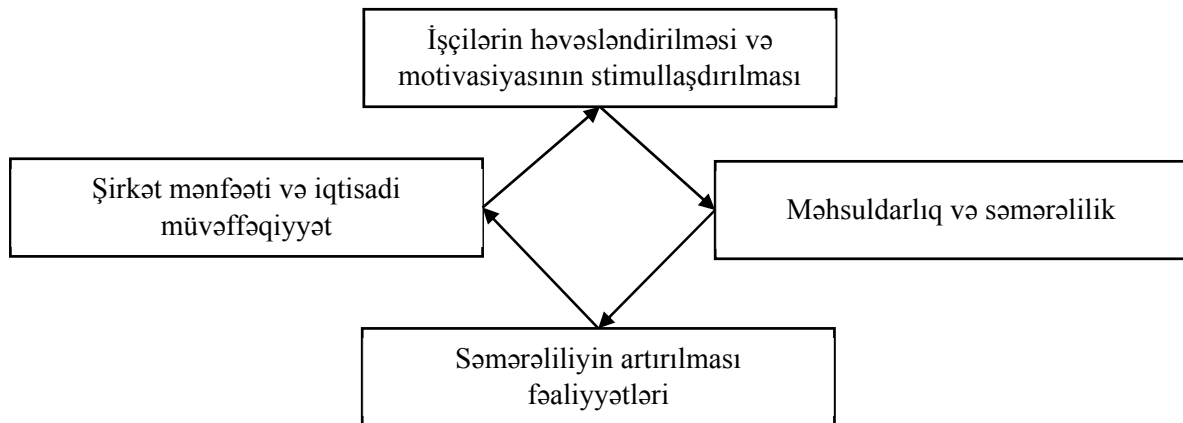 İşçilərin həvəsləndirilməsi və
motivasiyasının stimullaşdırılması
Şirkət mənfəəti və iqtisadi
müvəffəqiyyət
Məhsuldarlıq və səmərəlilik
Səmərəliliyin artırılması
fəaliyyətləri